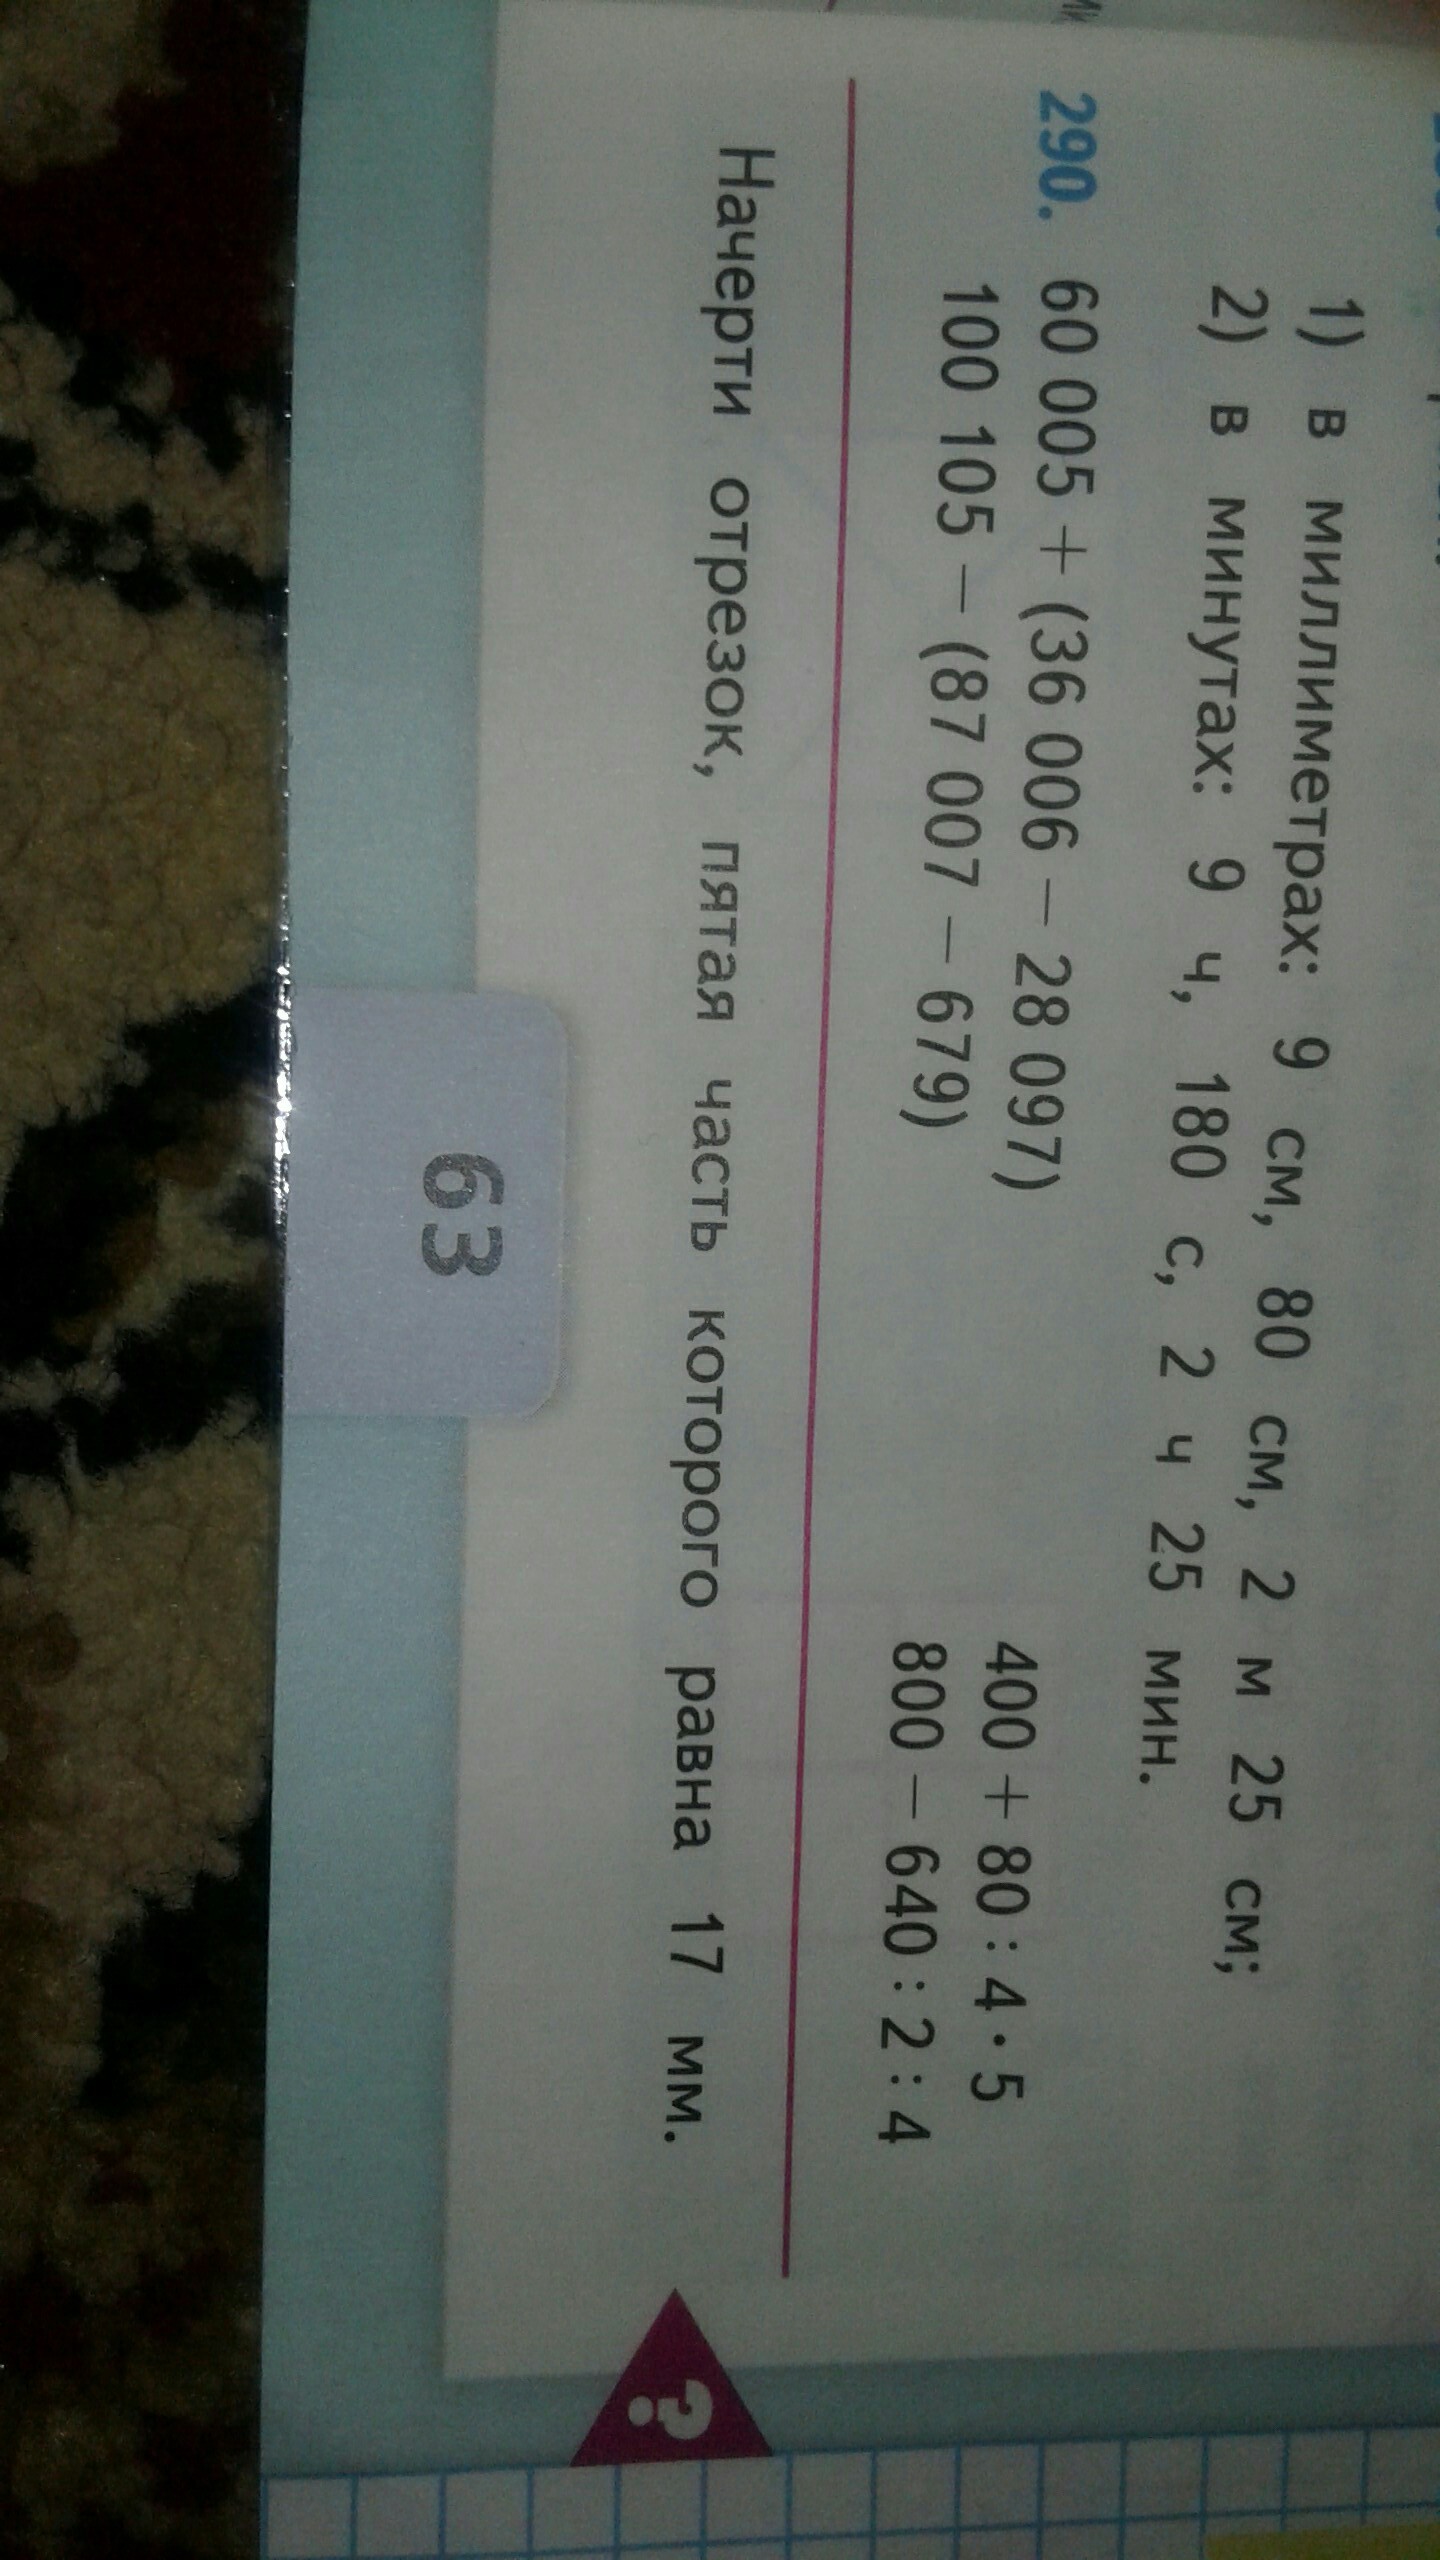 1) в миллиметрах: 9 см, 80 см, 2 м 25 см;
2) в минутах: 9 ч, 180 с, 2 ч 25 мин.
290. 60 005 + (36 006 − 28 097) 400 + 80 : 4 · 5
100 105 − (87 007 − 679) 800 − 640 : 2 : 4
Начерти отрезок, пятая часть которого равна 17 мм.
?
63